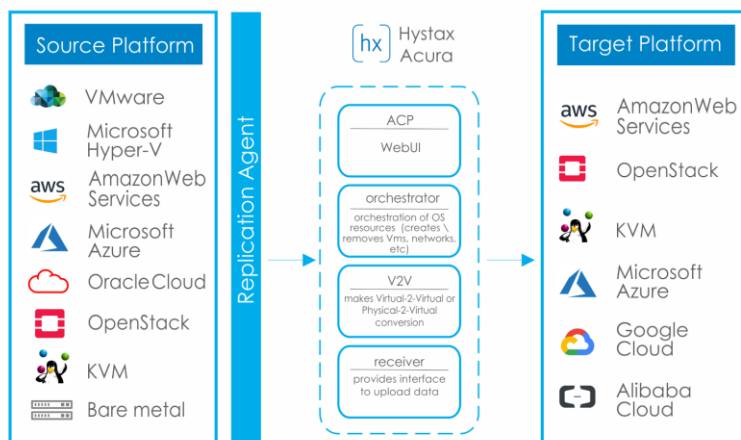 Source Platform
VMware
Microsoft
Hyper-V
aws
AmazonWeb
Services
Microsoft
Azure
OracleCloud
OpenStack
KVM
Bare metal
Replication Agent
[hx] Hystax
Acura
ACP
WebUI
orchestrator
orchestration of OS
resources (creates \
removes Vms, networks.
etc)
V2V
makes Virtual-2-Virtual or
Physical-2-Virtual
conversion
receiver
provides interface
to upload data
Target Platform
aws
AmazonWeb
Services
OpenStack
KVM
Microsoft
Azure
Google
Cloud
Alibaba
Cloud